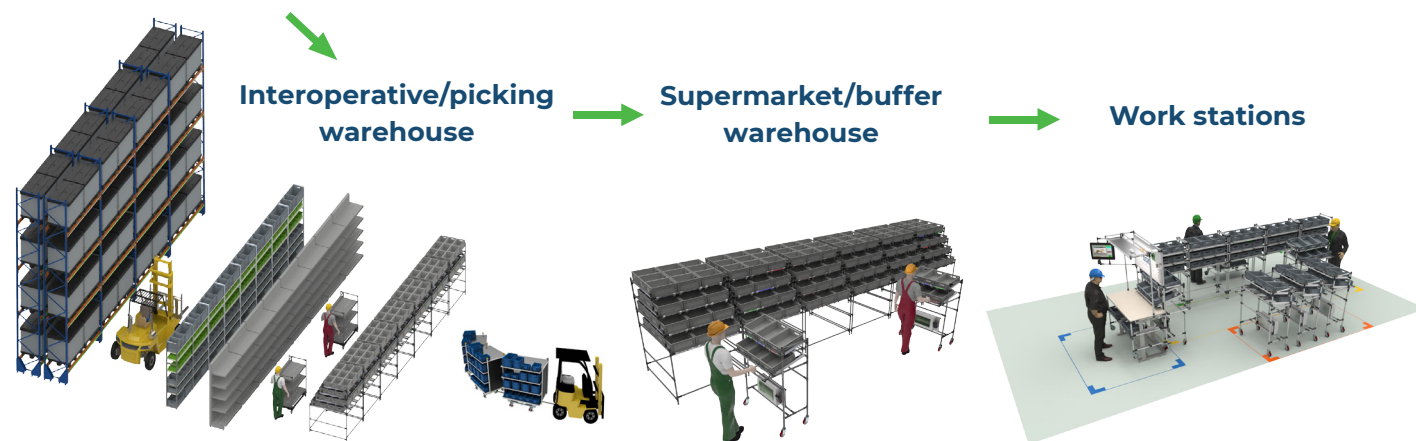 Interoperative/picking
warehouse
Supermarket/buffer
warehouse
Work stations